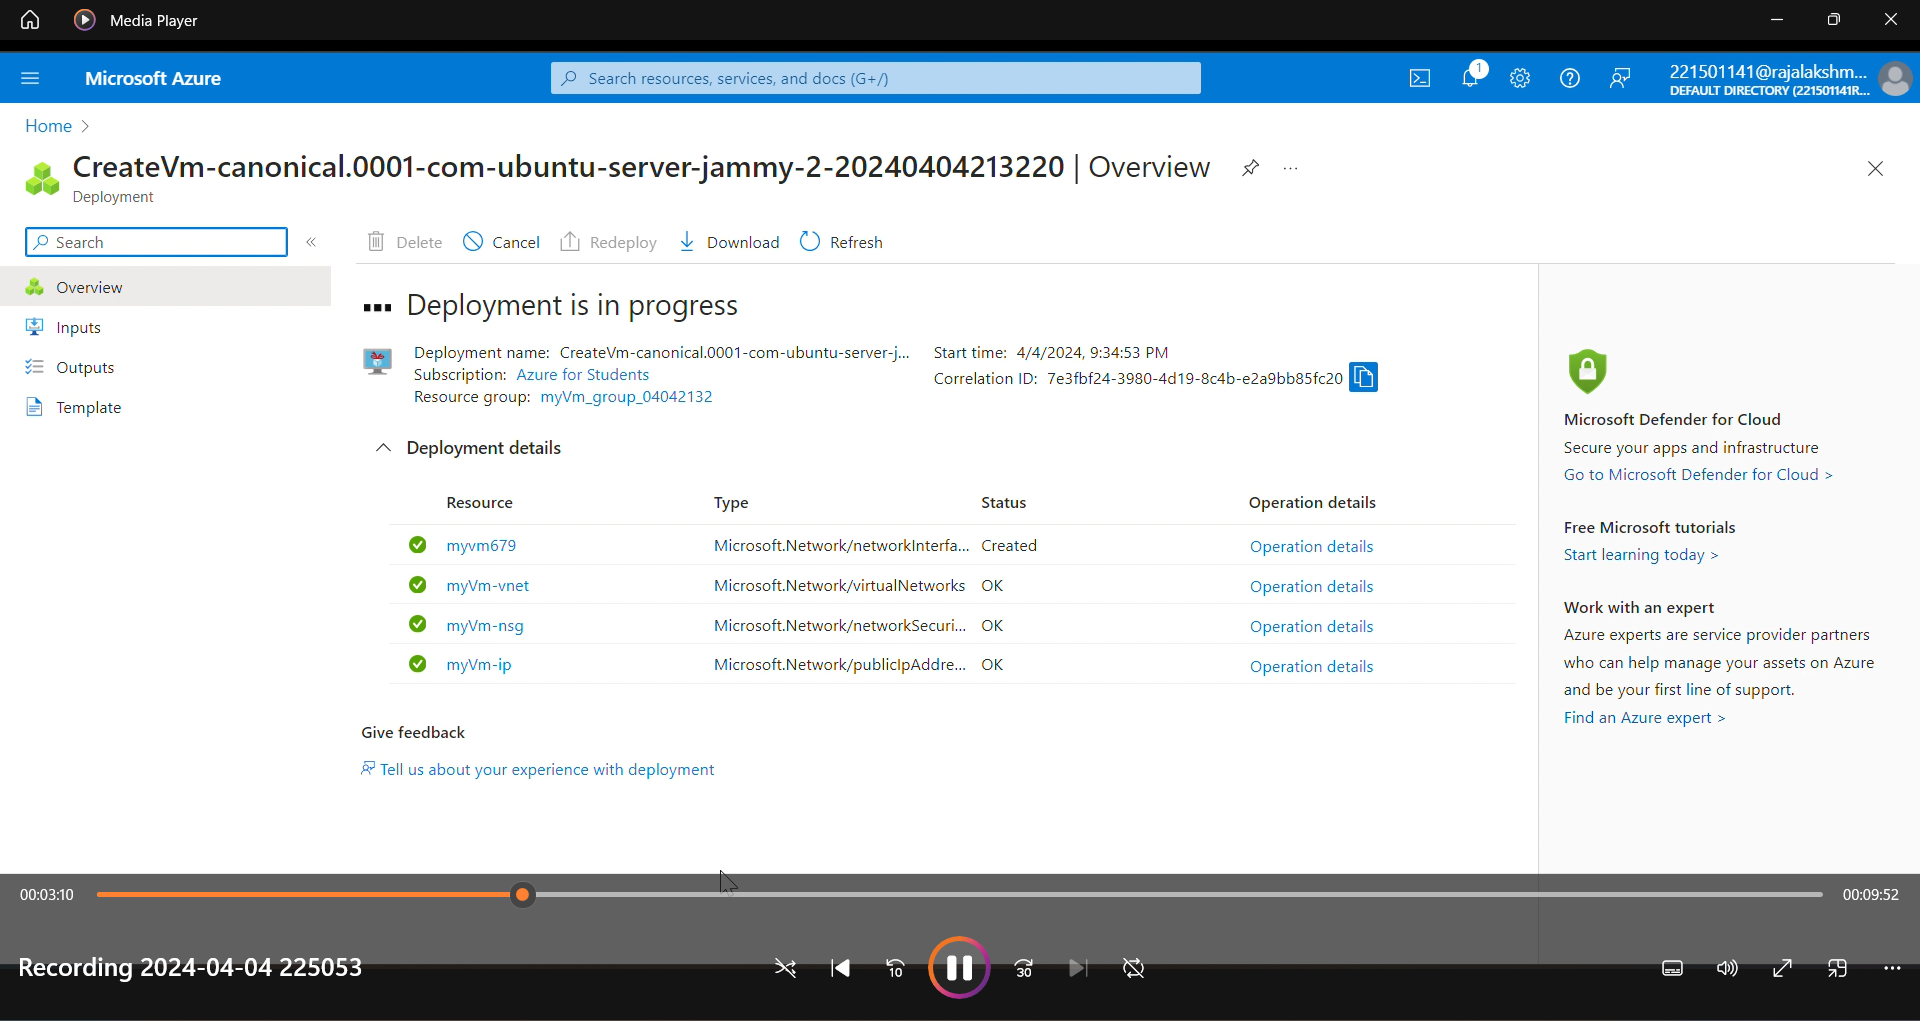 Media Player
Microsoft Azure
Search resources, services, and docs (G+/)
1
221501141@rajalakshm...
DEFAULT DIRECTORY (221501141R...
Home >
CreateVm-canonical.0001-com-ubuntu-server-jammy-2-20240404213220 | Overview
Deployment
Search
Delete Cancel Redeploy Download Refresh
Overview
Inputs
Outputs
Template
Deployment is in progress
Deployment name: CreateVm-canonical.0001-com-ubuntu-server-j...
Subscription: Azure for Students
Resource group: myVm_group_04042132
Start time: 4/4/2024, 9:34:53 PM
Correlation ID: 7e3fbf24-3980-4d19-8c4b-e2a9bb85fc20
Deployment details
Resource Type Status Operation details
myvm679 Microsoft.Network/networkInterfa... Created Operation details
myVm-vnet Microsoft.Network/virtualNetworks OK Operation details
myVm-nsg Microsoft.Network/networkSecuri... OK Operation details
myVm-ip Microsoft.Network/publicIpAddre... OK Operation details
Give feedback
Tell us about your experience with deployment
Microsoft Defender for Cloud
Secure your apps and infrastructure
Go to Microsoft Defender for Cloud >
Free Microsoft tutorials
Start learning today >
Work with an expert
Azure experts are service provider partners
who can help manage your assets on Azure
and be your first line of support.
Find an Azure expert >
00:03:10
00:09:52
Recording 2024-04-04 225053
10
30